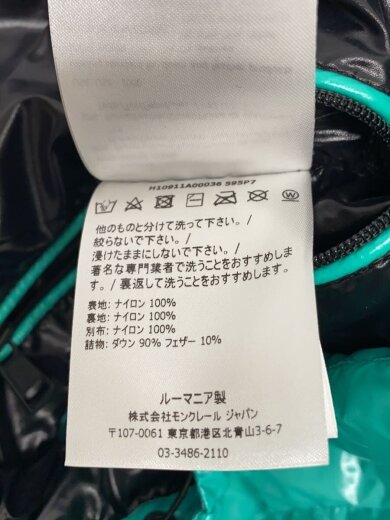 H10911A00036 595P7
他のものと分けて洗って下さい。/
絞らないで下さい。/
浸けたままにしないで下さい。/
著名な専門業者で洗うことをおすすめしま
す。/ 裏返して洗うことをおすすめします。
表地: ナイロン 100%
裏地: ナイロン 100%
別布: ナイロン 100%
詰物: ダウン 90% フェザー 10%
ルーマニア製
株式会社モンクレール ジャパン
〒107-0061 東京都港区北青山3-6-7
03-3486-2110